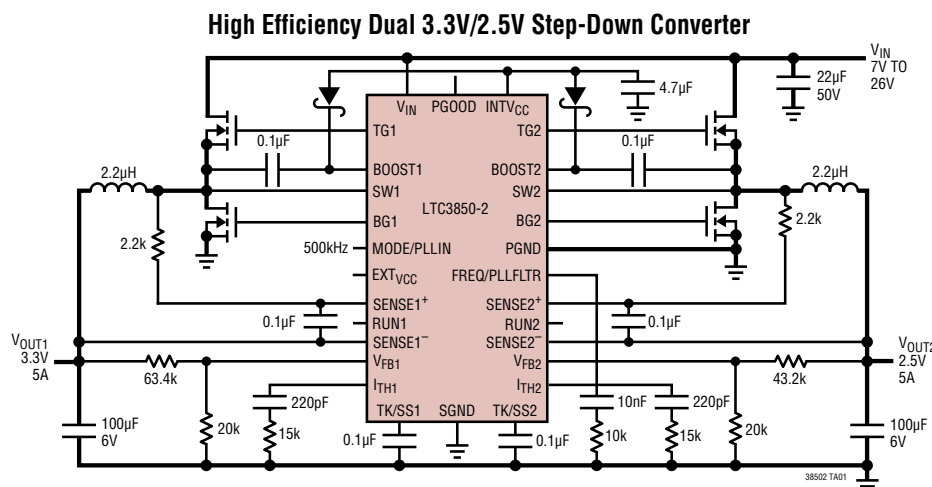 High Efficiency Dual 3.3V/2.5V Step-Down Converter
VIN
7V TO
26V
22µF
50V
4.7µF
VIN
PGOOD
INTVCC
TG1
TG2
0.1µF
0.1µF
BOOST1
BOOST2
2.2µH
2.2µH
SW1
SW2
LTC3850-2
BG1
BG2
2.2k
2.2k
500kHz
MODE/PLLIN
PGND
EXTVCC
FREQ/PLLFLTR
SENSE1+
SENSE2+
0.1µF
0.1µF
RUN1
RUN2
SENSE1–
SENSE2–
VOUT1
3.3V
5A
VOUT2
2.5V
5A
VFB1
VFB2
63.4k
43.2k
ITH1
ITH2
220pF
10nF
220pF
100µF
6V
20k
15k
TK/SS1
SGND
TK/SS2
0.1µF
0.1µF
10k
15k
20k
100µF
6V
38502 TA01